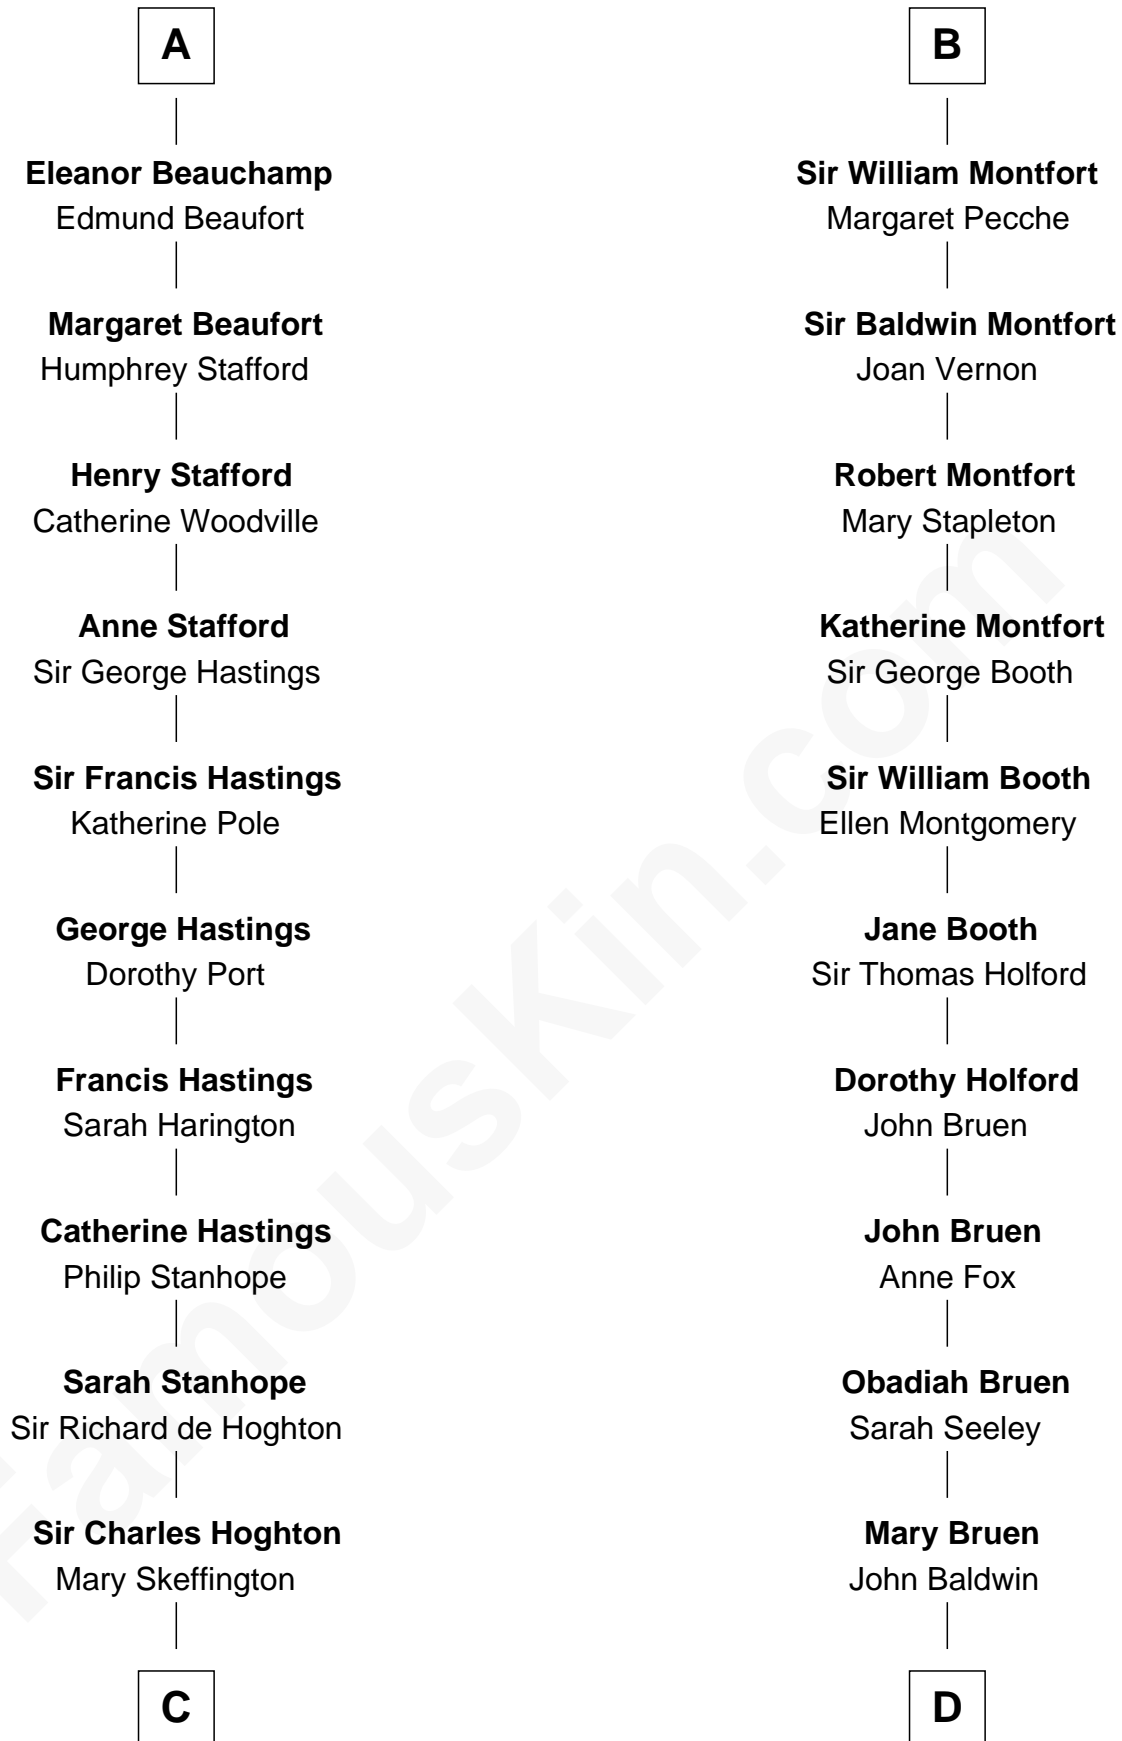 A
Eleanor Beauchamp
Edmund Beaufort
Margaret Beaufort
Humphrey Stafford
Henry Stafford
Catherine Woodville
Anne Stafford
Sir George Hastings
Sir Francis Hastings
Katherine Pole
George Hastings
Dorothy Port
Francis Hastings
Sarah Harington
Catherine Hastings
Philip Stanhope
Sarah Stanhope
Sir Richard de Hoghton
Sir Charles Hoghton
Mary Skeffington
C
B
Sir William Montfort
Margaret Pecche
Sir Baldwin Montfort
Joan Vernon
Robert Montfort
Mary Stapleton
Katherine Montfort
Sir George Booth
Sir William Booth
Ellen Montgomery
Jane Booth
Sir Thomas Holford
Dorothy Holford
John Bruen
John Bruen
Anne Fox
Obadiah Bruen
Sarah Seeley
Mary Bruen
John Baldwin
D
FamousKin.com